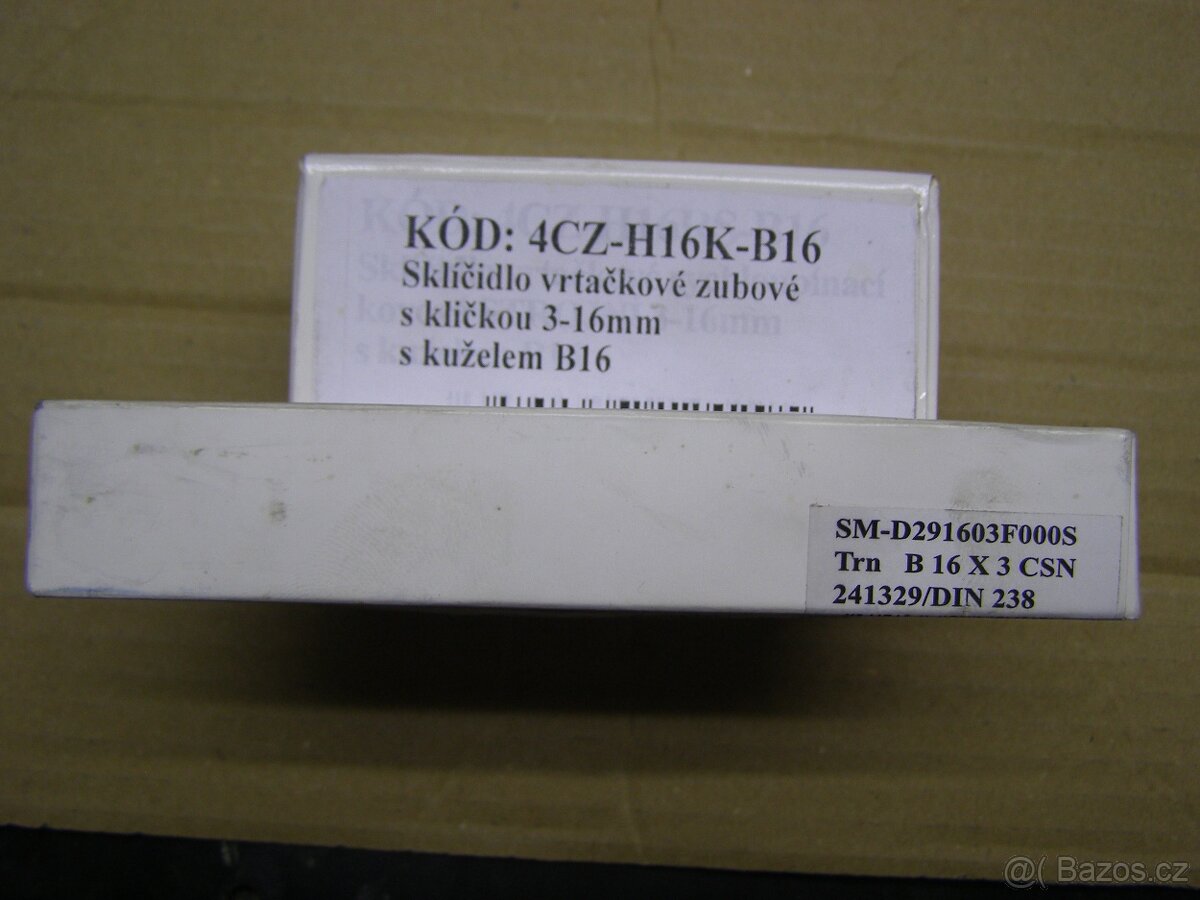 KÓD: 4CZ-H16K-B16
Sklíčidlo vrtačkové zubové
s kličkou 3-16mm
s kuželem B16
SM-D291603F000S
Trn B 16 X 3 CSN
241329/DIN 238
@( Bazos.cz